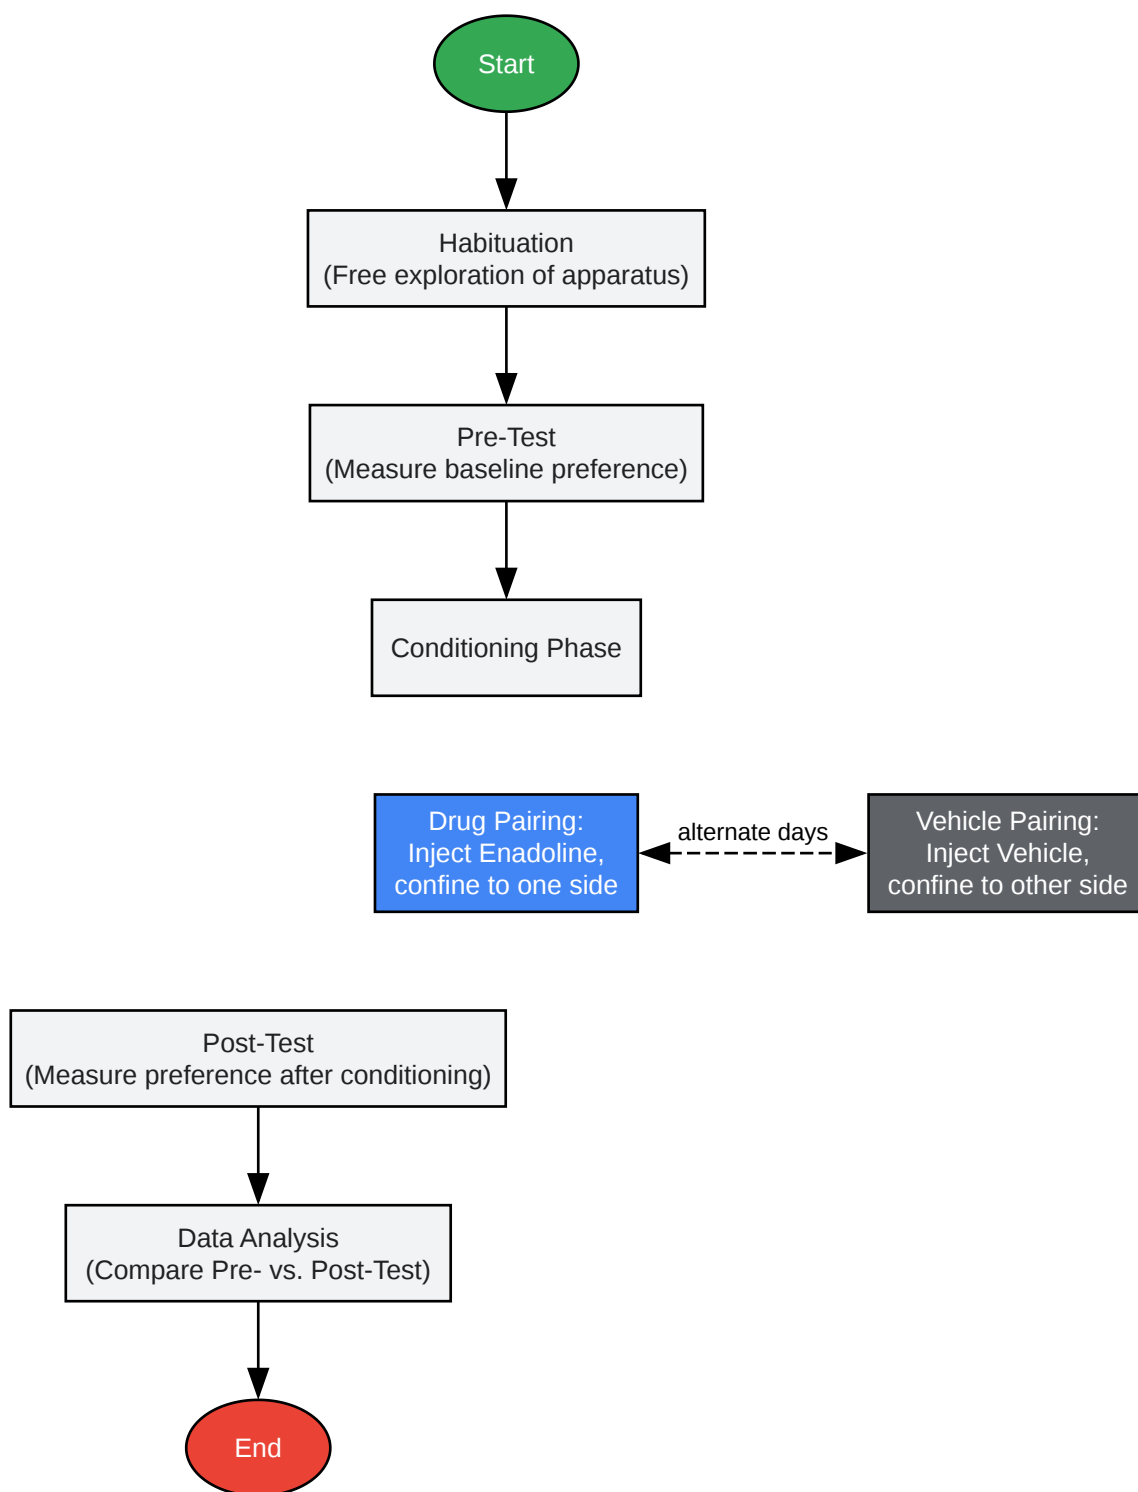 Start
Habituation
(Free exploration of apparatus)
Pre-Test
(Measure baseline preference)
Conditioning Phase
Drug Pairing:
Inject Enadoline,
confine to one side
alternate days
Vehicle Pairing:
Inject Vehicle,
confine to other side
Post-Test
(Measure preference after conditioning)
Data Analysis
(Compare Pre- vs. Post-Test)
End